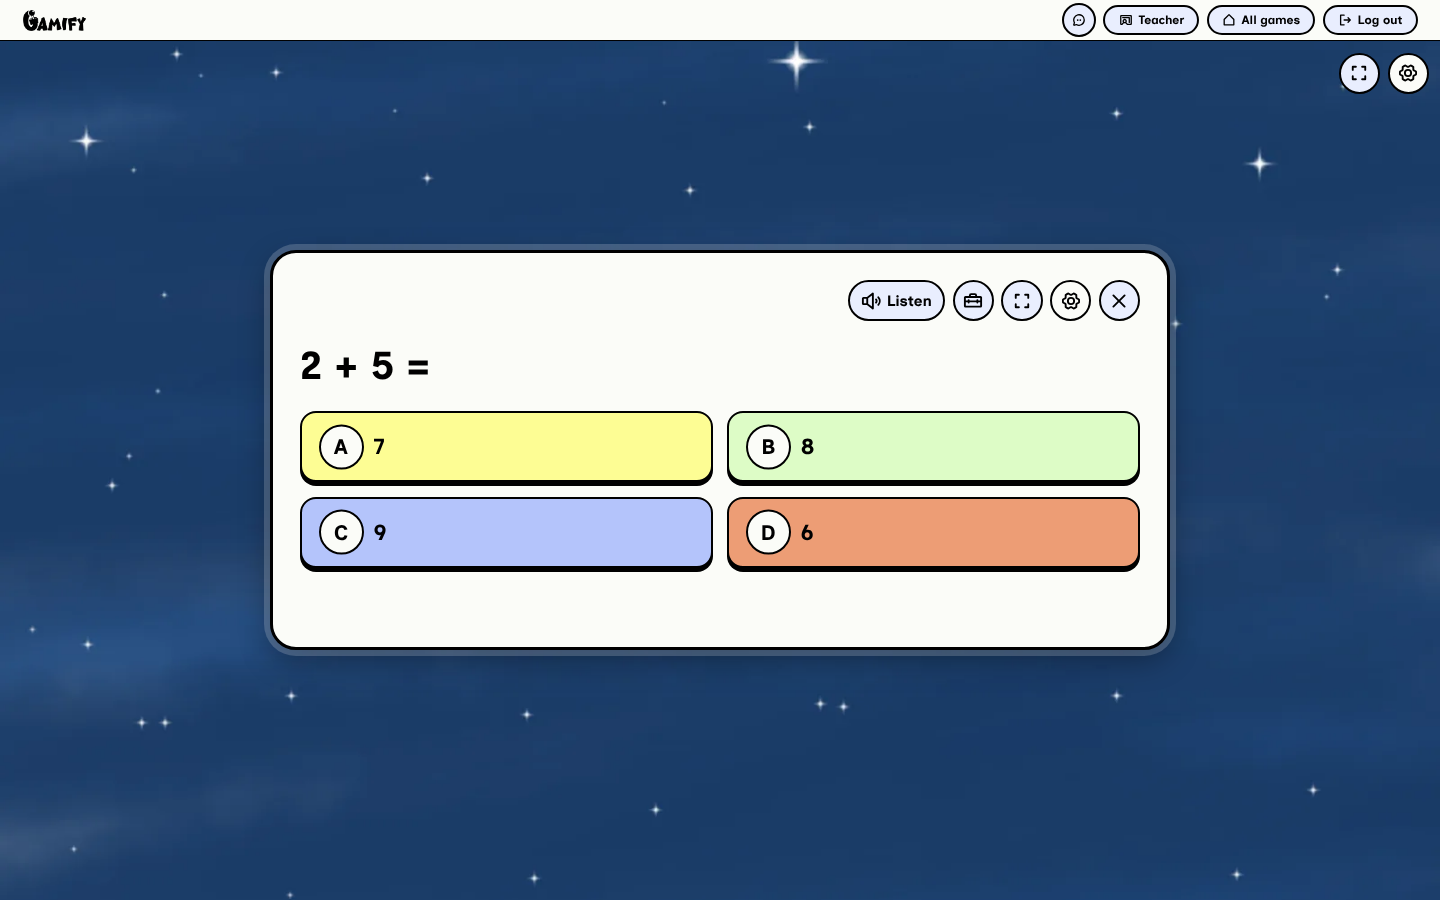 GAMIFY
Teacher
All games
Log out
Listen
2 + 5 =
A 7
B 8
C 9
D 6